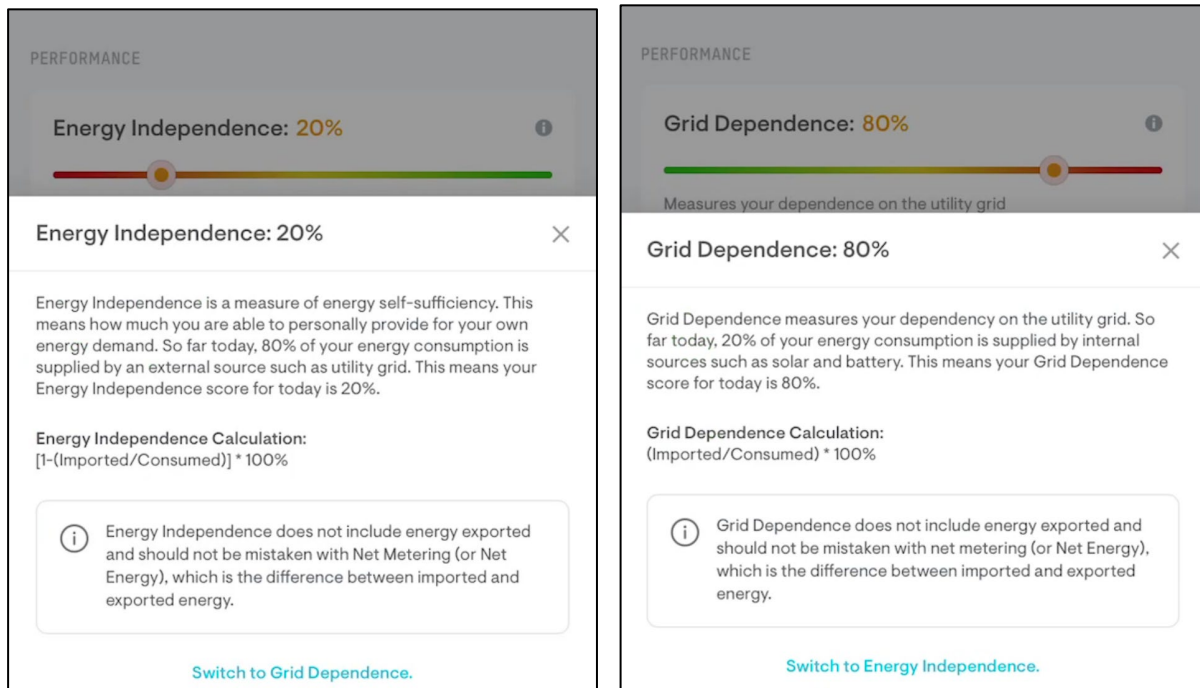 PERFORMANCE
Energy Independence: 20%
Energy Independence: 20%
Energy Independence is a measure of energy self-sufficiency. This
means how much you are able to personally provide for your own
energy demand. So far today, 80% of your energy consumption is
supplied by an external source such as utility grid. This means your
Energy Independence score for today is 20%.
Energy Independence Calculation:
[1-(Imported/Consumed)] * 100%
Energy Independence does not include energy exported
and should not be mistaken with Net Metering (or Net
Energy), which is the difference between imported and
exported energy.
Switch to Grid Dependence.
PERFORMANCE
Grid Dependence: 80%
Measures your dependence on the utility grid
Grid Dependence: 80%
Grid Dependence measures your dependency on the utility grid. So
far today, 20% of your energy consumption is supplied by internal
sources such as solar and battery. This means your Grid Dependence
score for today is 80%.
Grid Dependence Calculation:
(Imported/Consumed) * 100%
Grid Dependence does not include energy exported and
should not be mistaken with net metering (or Net Energy),
which is the difference between imported and exported
energy.
Switch to Energy Independence.